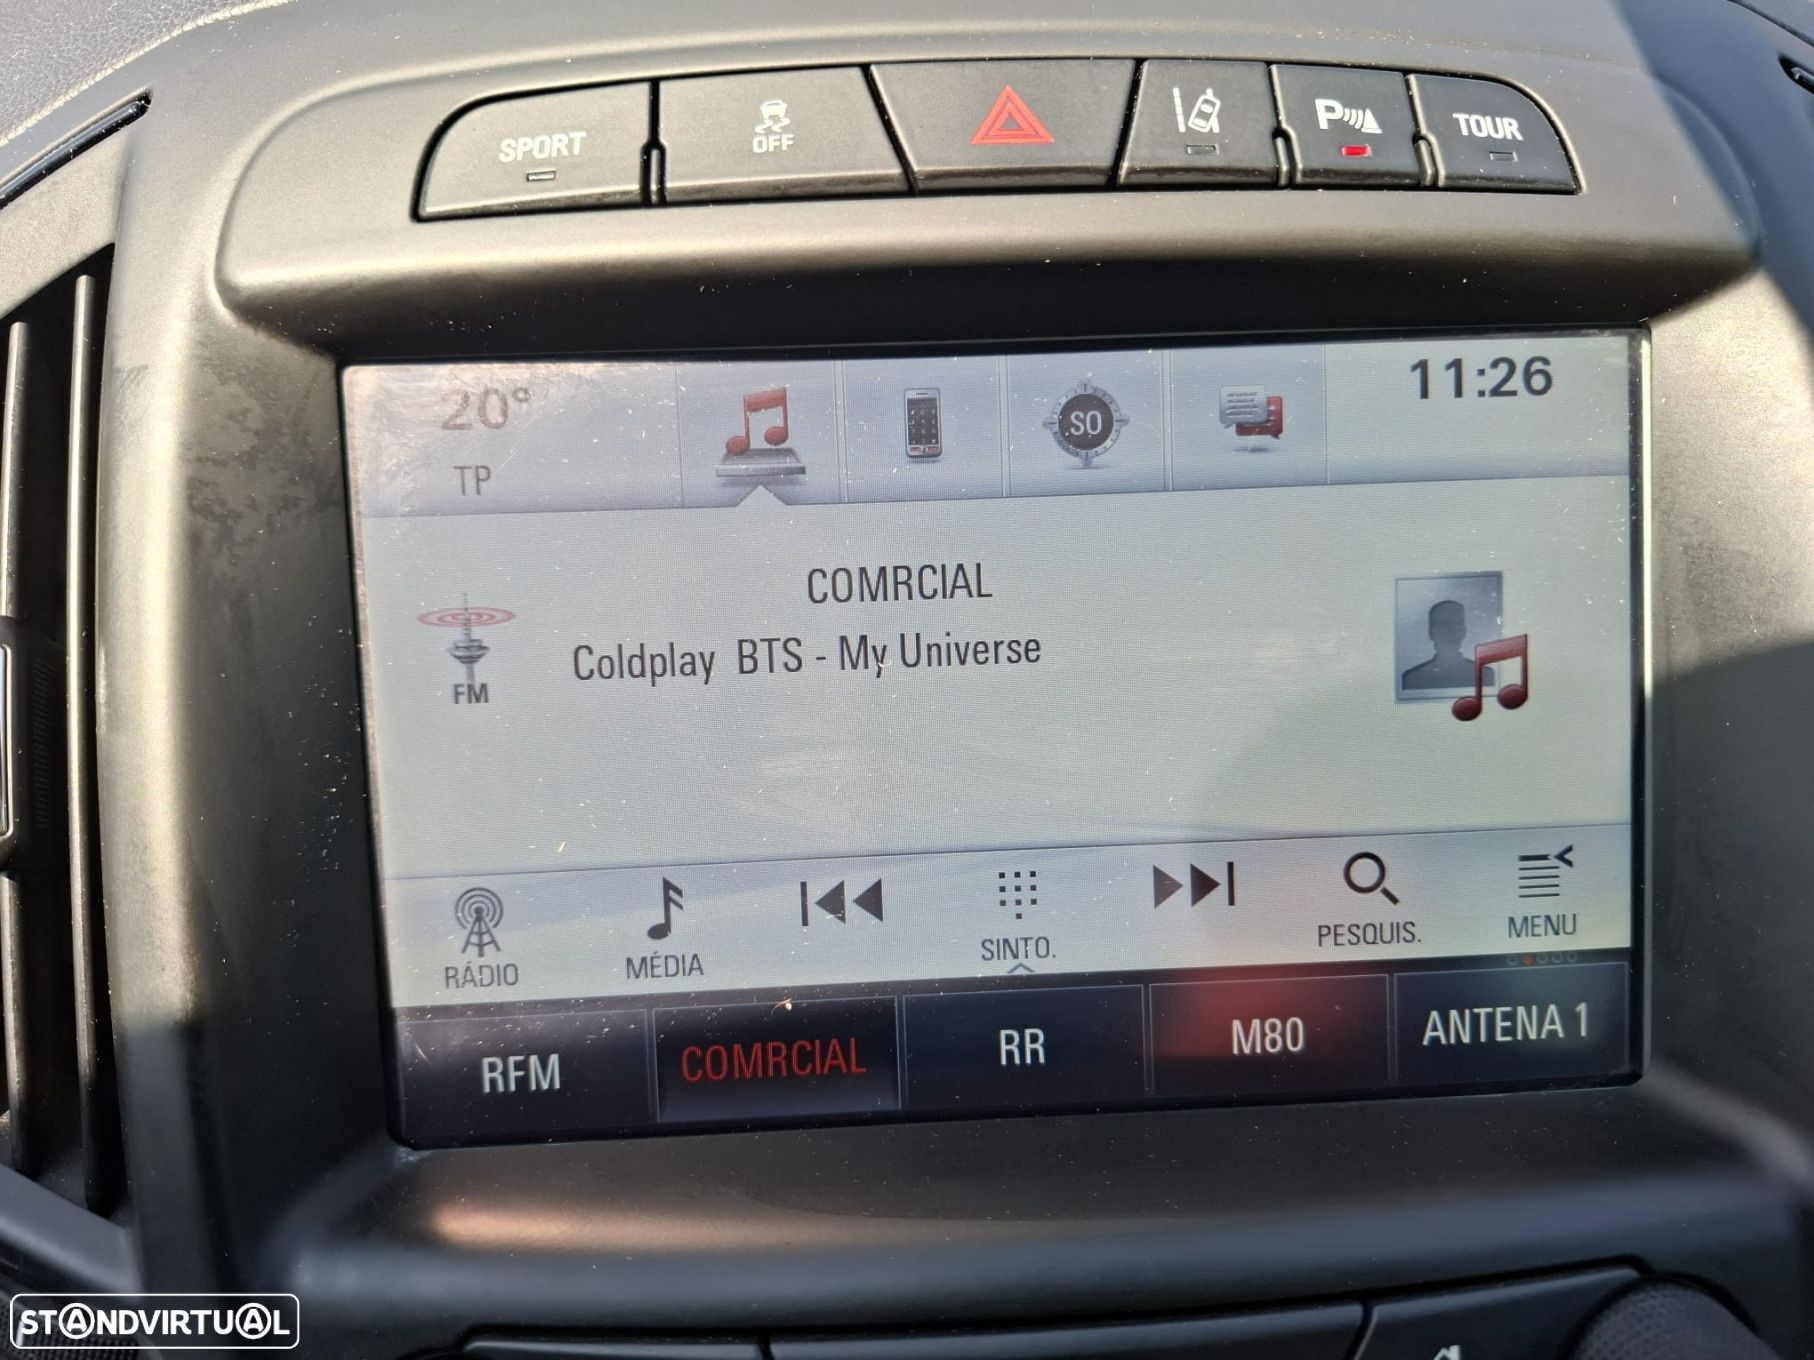 SPORT
OFF
P
TOUR
20°
TP
SO
11:26
COMRCIAL
Coldplay BTS - My Universe
FM
RÁDIO
MÉDIA
SINTO.
PESQUIS.
MENU
RFM
COMRCIAL
RR
M80
ANTENA 1
STANDVIRTUAL